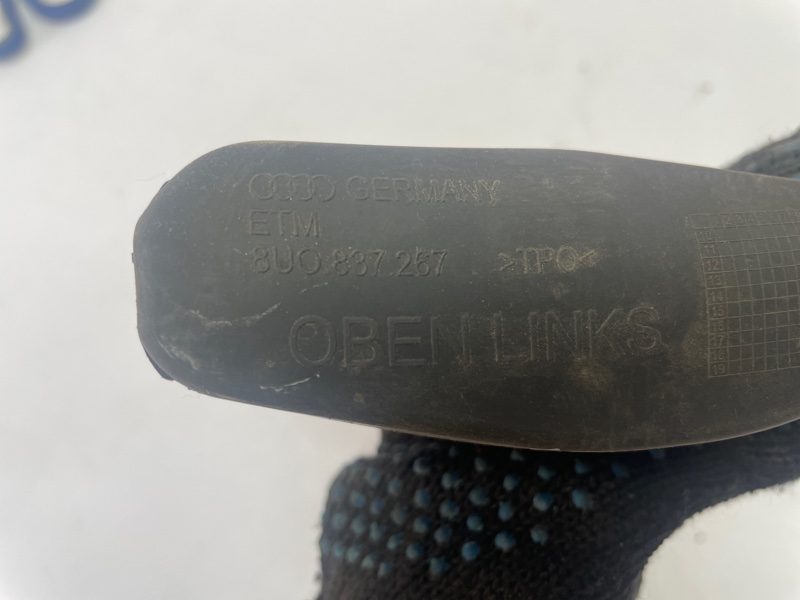 GERMANY
ETM
8U0.837.267 >TPO<
OBEN LINKS